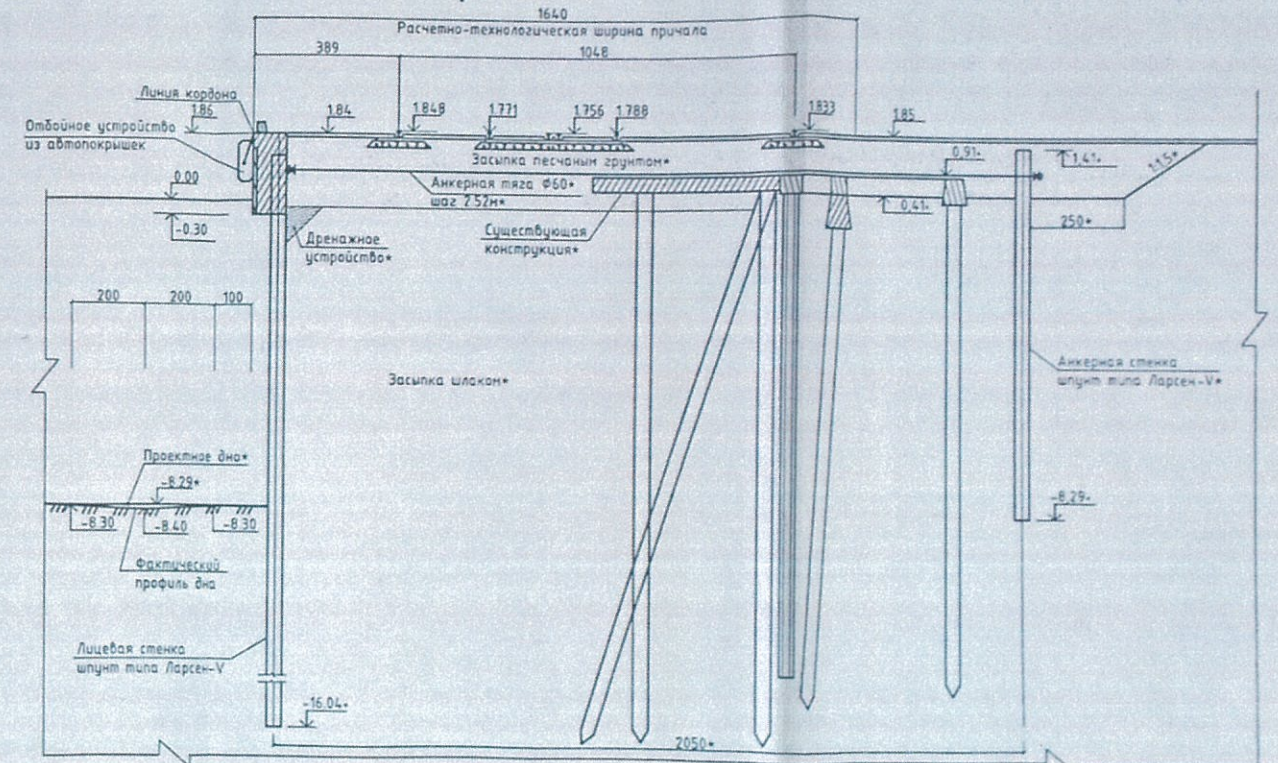 1640
Расчетно-технологическая ширина причала
389
1048
Линия кордона
1.86
1.84
1.848
1.771
1.756
1.788
1.833
1.85
Отбойное устройство
из автопокрышек
Засыпка песчаным грунтом*
0,91*
1,41*
1:1.5*
0.00
Анкерная тяга Ф60*
шаг 2.52м*
0,41*
-0.30
Дренажное
устройство*
Существующая
конструкция*
250*
200
200
100
Засыпка шлаком*
Анкерная стенка
шпунт типа Ларсен-V*
Проектное дно*
-8.29*
-8.30
-8.40
-8.30
-8,29*
Фактический
профиль дна
Лицевая стенка
шпунт типа Ларсен-V
-16.04*
2050*